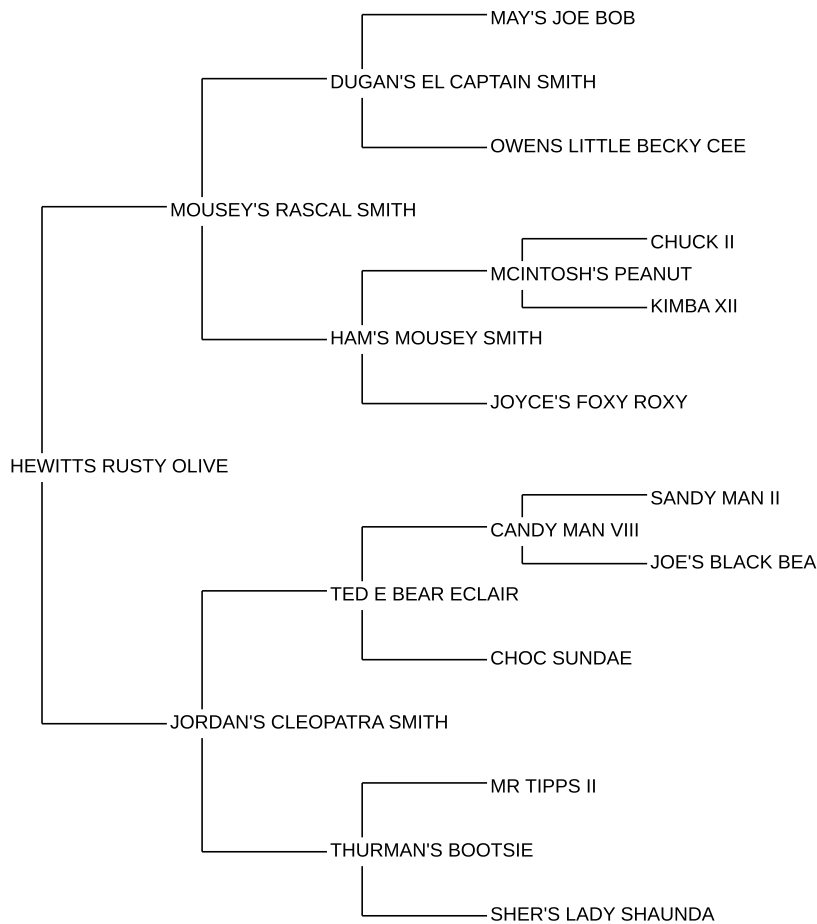 MAY'S JOE BOB
DUGAN'S EL CAPTAIN SMITH
OWENS LITTLE BECKY CEE
MOUSEY'S RASCAL SMITH
CHUCK II
MCINTOSH'S PEANUT
KIMBA XII
HAM'S MOUSEY SMITH
JOYCE'S FOXY ROXY
HEWITTS RUSTY OLIVE
SANDY MAN II
CANDY MAN VIII
JOE'S BLACK BEA
TED E BEAR ECLAIR
CHOC SUNDAE
JORDAN'S CLEOPATRA SMITH
MR TIPPS II
THURMAN'S BOOTSIE
SHER'S LADY SHAUNDA